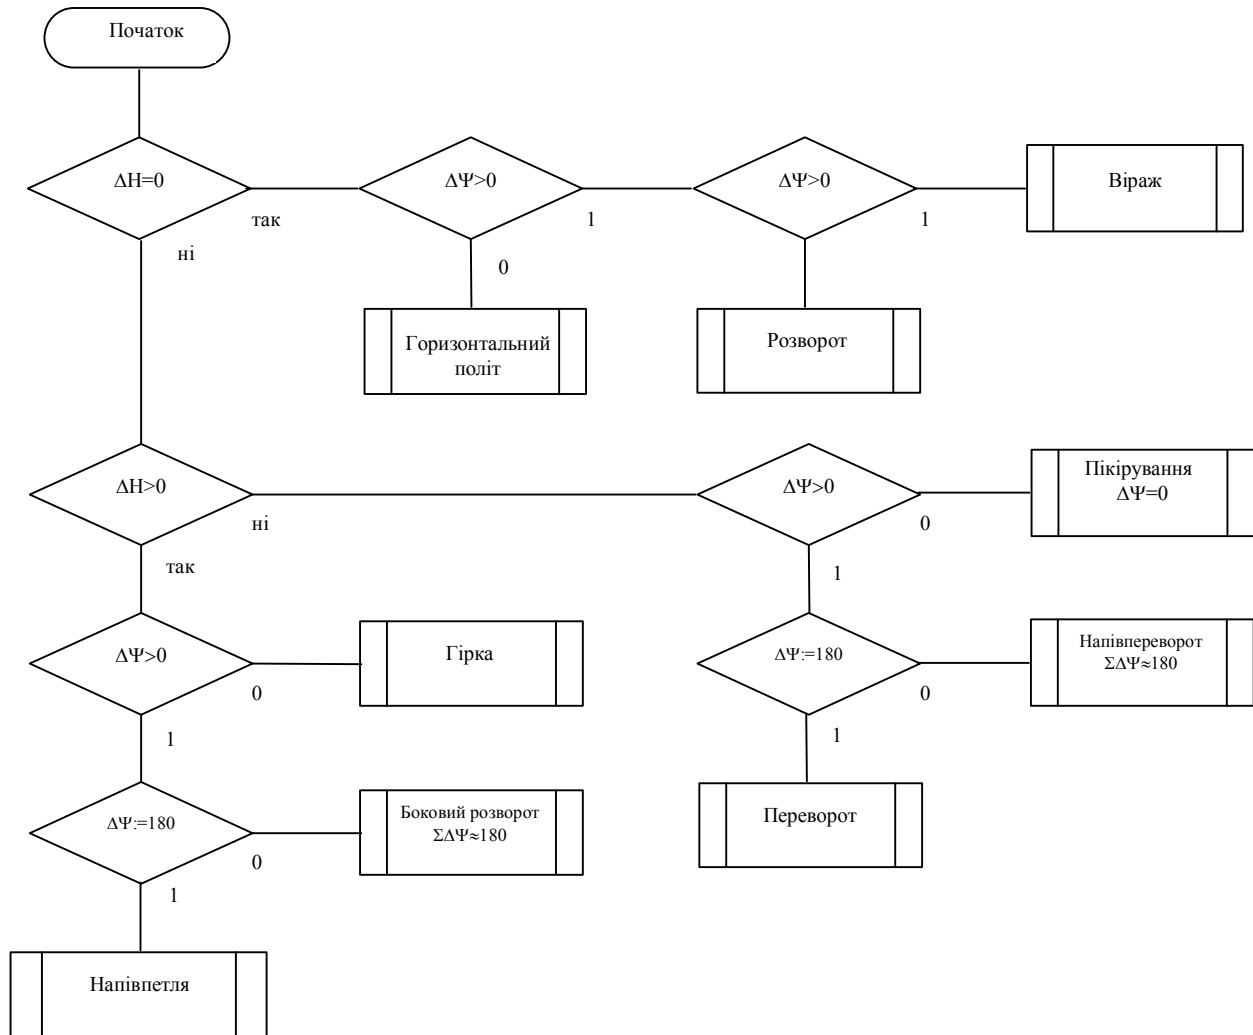 Початок
ΔH=0
ΔΨ>0
ΔΨ>0
Віраж
так
1
1
ні
0
Горизонтальний
політ
Розворот
ΔH>0
ΔΨ>0
Пікірування
ΔΨ=0
ні
0
так
1
ΔΨ>0
Гірка
ΔΨ:=180
Напівпереворот
ΣΔΨ≈180
0
0
1
1
ΔΨ:=180
Боковий розворот
ΣΔΨ≈180
Переворот
0
1
Напівпетля